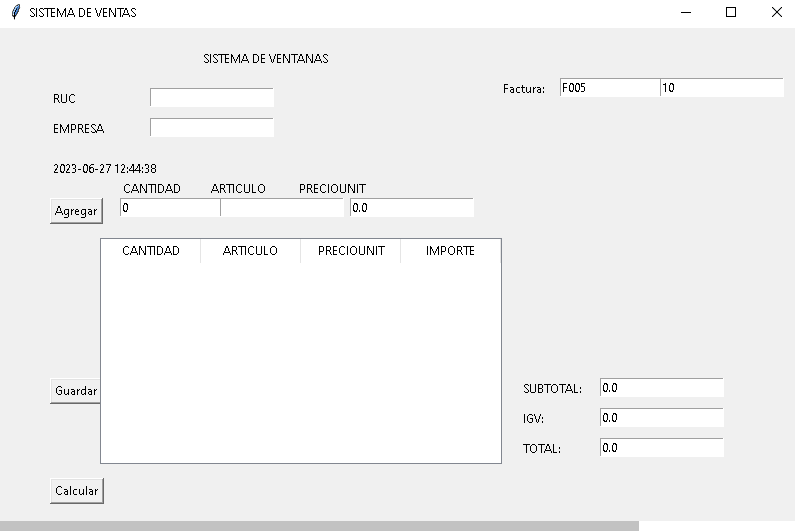 SISTEMA DE VENTAS
SISTEMA DE VENTANAS
Factura: F005 10
RUC
EMPRESA
2023-06-27 12:44:38
CANTIDAD ARTICULO PRECIOUNIT
Agregar 0 0.0
CANTIDAD ARTICULO PRECIOUNIT IMPORTE
Guardar SUBTOTAL: 0.0
IGV: 0.0
TOTAL: 0.0
Calcular